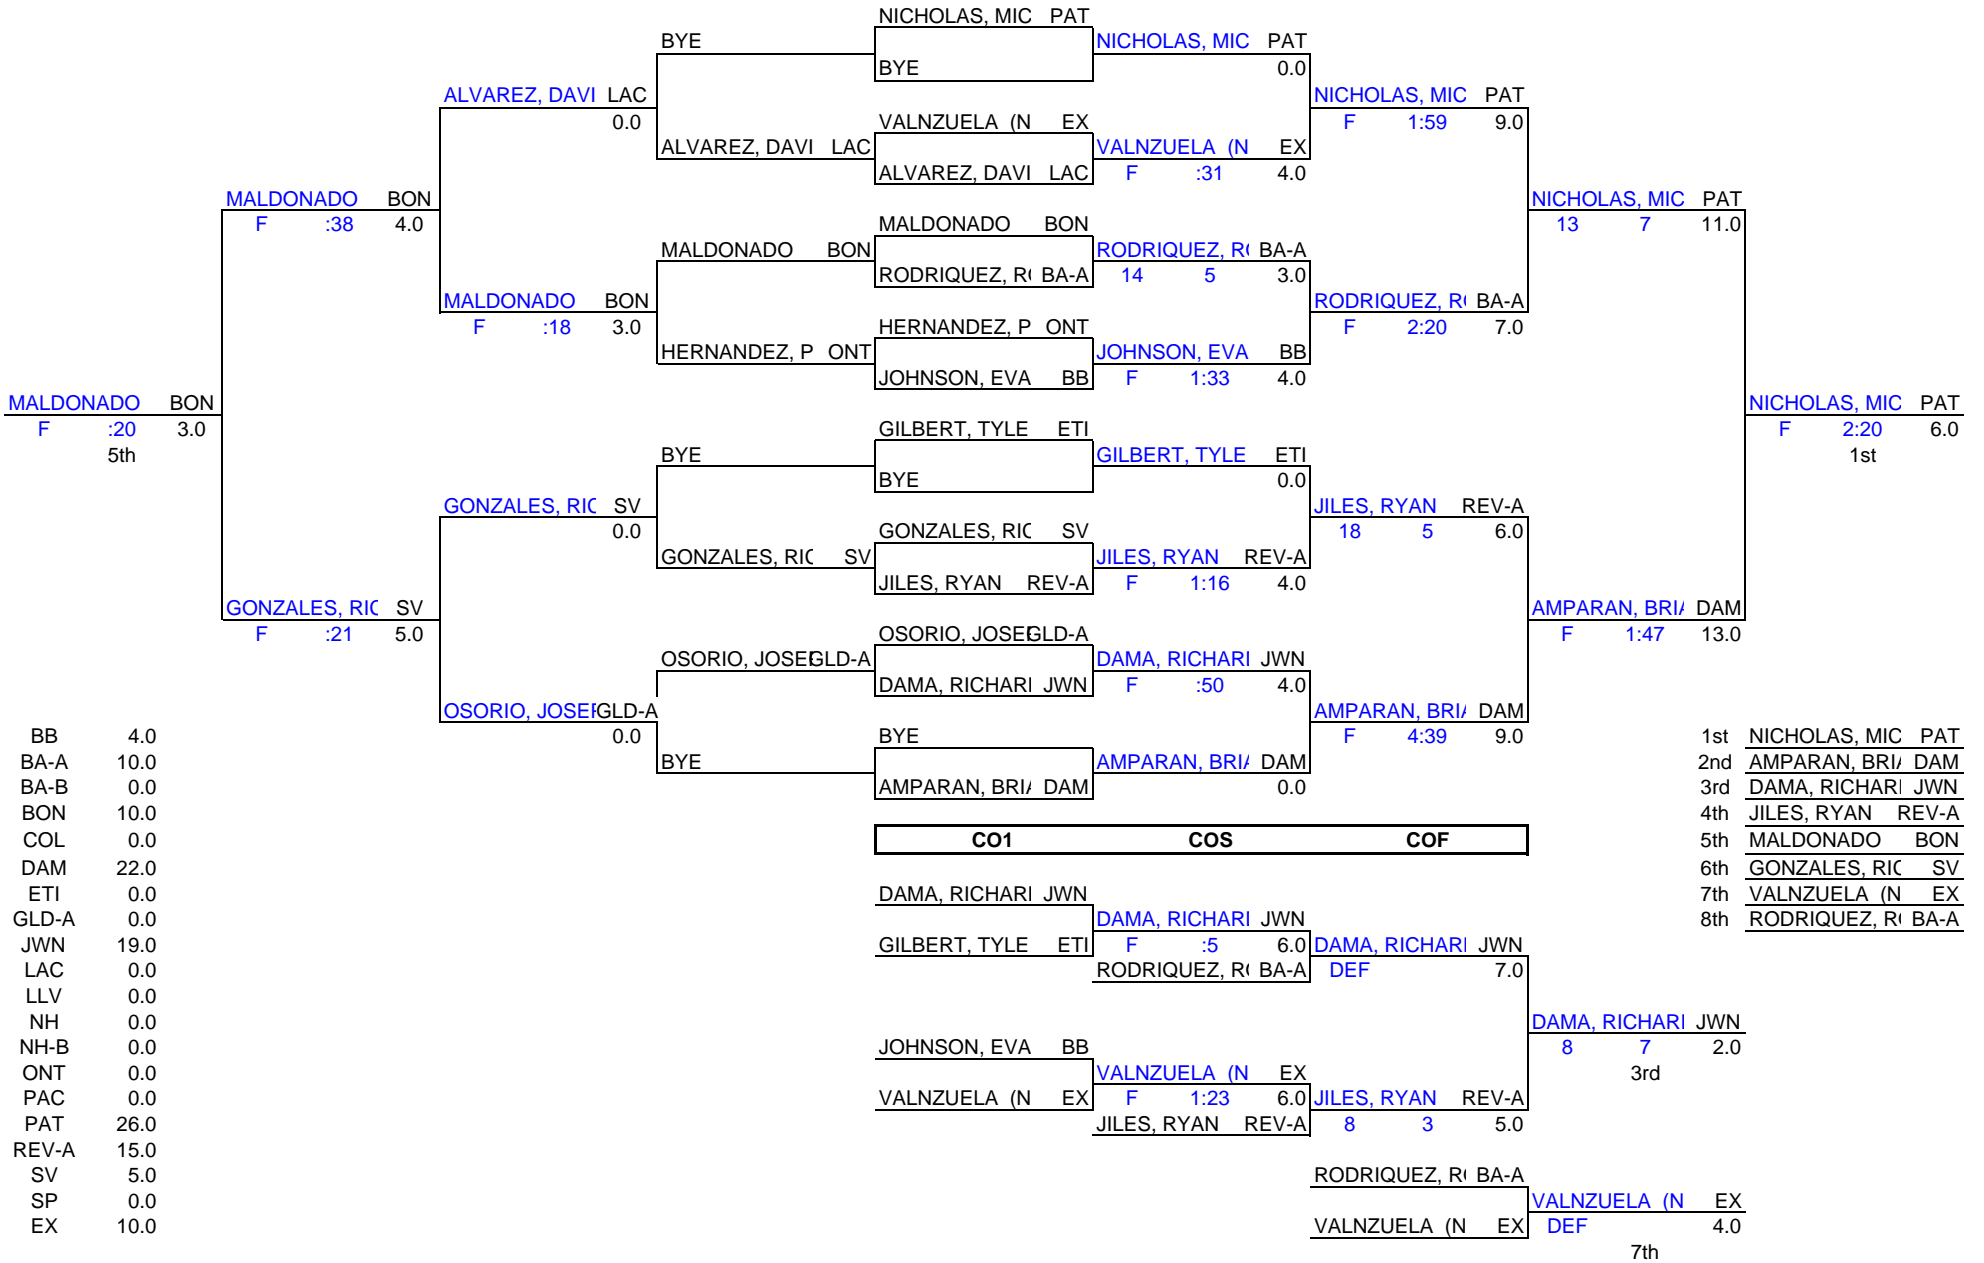 NICHOLAS, MIC PAT
BYE NICHOLAS, MIC PAT
BYE 0.0
ALVAREZ, DAVI LAC NICHOLAS, MIC PAT
0.0 VALNZUELA (N EX F 1:59 9.0
ALVAREZ, DAVI LAC VALNZUELA (N EX
ALVAREZ, DAVI LAC F :31 4.0
MALDONADO BON NICHOLAS, MIC PAT
F :38 4.0 MALDONADO BON 13 7 11.0
MALDONADO BON RODRIQUEZ, R( BA-A
RODRIQUEZ, R( BA-A 14 5 3.0
MALDONADO BON RODRIQUEZ, R( BA-A
F :18 3.0 HERNANDEZ, P ONT F 2:20 7.0
HERNANDEZ, P ONT JOHNSON, EVA BB
JOHNSON, EVA BB F 1:33 4.0
MALDONADO BON NICHOLAS, MIC PAT
F :20 3.0 GILBERT, TYLE ETI F 2:20 6.0
5th BYE GILBERT, TYLE ETI 1st
BYE 0.0
GONZALES, RIC SV JILES, RYAN REV-A
0.0 GONZALES, RIC SV 18 5 6.0
GONZALES, RIC SV JILES, RYAN REV-A
JILES, RYAN REV-A F 1:16 4.0
GONZALES, RIC SV AMPARAN, BRI DAM
F :21 5.0 OSORIO, JOSEF GLD-A F 1:47 13.0
OSORIO, JOSEF GLD-A DAMA, RICHARI JWN
DAMA, RICHARI JWN F :50 4.0
OSORIO, JOSEF GLD-A AMPARAN, BRI DAM
BB 4.0 0.0 BYE F 4:39 9.0 1st NICHOLAS, MIC PAT
BA-A 10.0 BYE AMPARAN, BRI DAM 2nd AMPARAN, BRI DAM
BA-B 0.0 AMPARAN, BRI DAM 0.0 3rd DAMA, RICHARI JWN
BON 10.0 4th JILES, RYAN REV-A
COL 0.0 CO1 COS COF 5th MALDONADO BON
DAM 22.0 6th GONZALES, RIC SV
ETI 0.0 DAMA, RICHARI JWN 7th VALNZUELA (N EX
GLD-A 0.0 DAMA, RICHARI JWN 8th RODRIQUEZ, R( BA-A
JWN 19.0 GILBERT, TYLE ETI F :5 6.0 DAMA, RICHARI JWN
LAC 0.0 RODRIQUEZ, R( BA-A DEF 7.0
LLV 0.0
NH 0.0 DAMA, RICHARI JWN
NH-B 0.0 JOHNSON, EVA BB 8 7 2.0
ONT 0.0 VALNZUELA (N EX 3rd
PAC 0.0 VALNZUELA (N EX F 1:23 6.0 JILES, RYAN REV-A
PAT 26.0 JILES, RYAN REV-A 8 3 5.0
REV-A 15.0
SV 5.0 RODRIQUEZ, R( BA-A
SP 0.0 VALNZUELA (N EX
EX 10.0 VALNZUELA (N EX DEF 4.0
7th